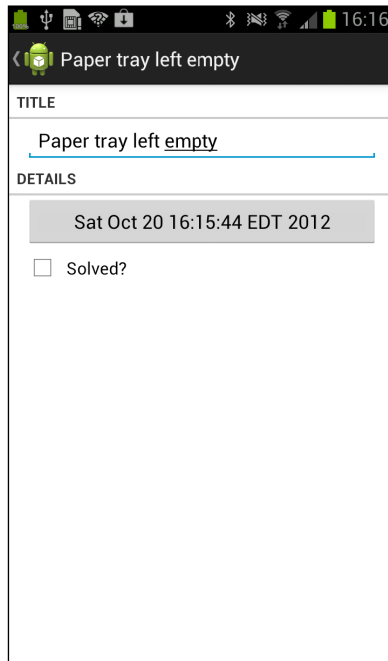 100% 16:16
Paper tray left empty
TITLE
Paper tray left empty
DETAILS
Sat Oct 20 16:15:44 EDT 2012
Solved?